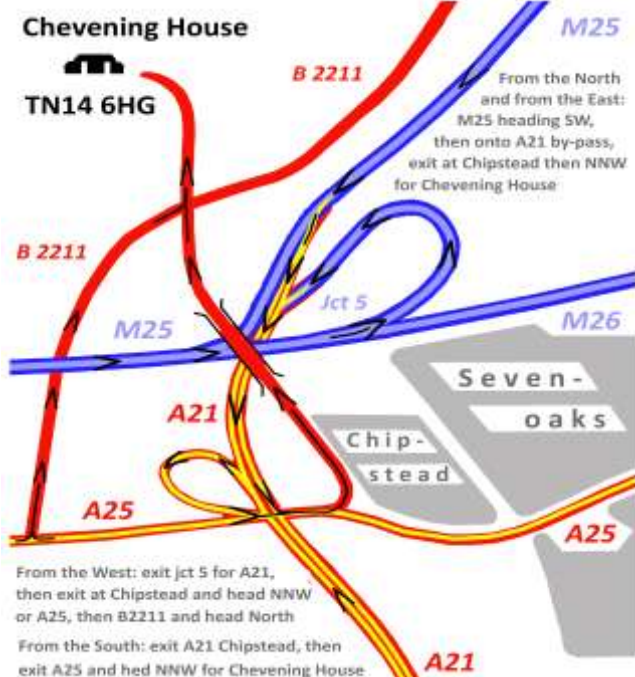 Chevening House
TN14 6HG
B 2211
M25
From the North
and from the East:
M25 heading SW,
then onto A21 by-pass,
exit at Chipstead then NNW
for Chevening House
B 2211
Jct 5
M25
M26
Seven-
oaks
A21
Chip-
stead
A25
A25
From the West: exit jct 5 for A21,
then exit at Chipstead and head NNW
or A25, then B2211 and head North
From the South: exit A21 Chipstead, then
exit A25 and hed NNW for Chevening House
A21